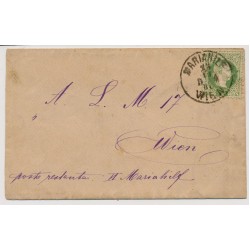 MARIAHILF
WIEN
„ A L M 17
Wien
poste restante Mariahilf